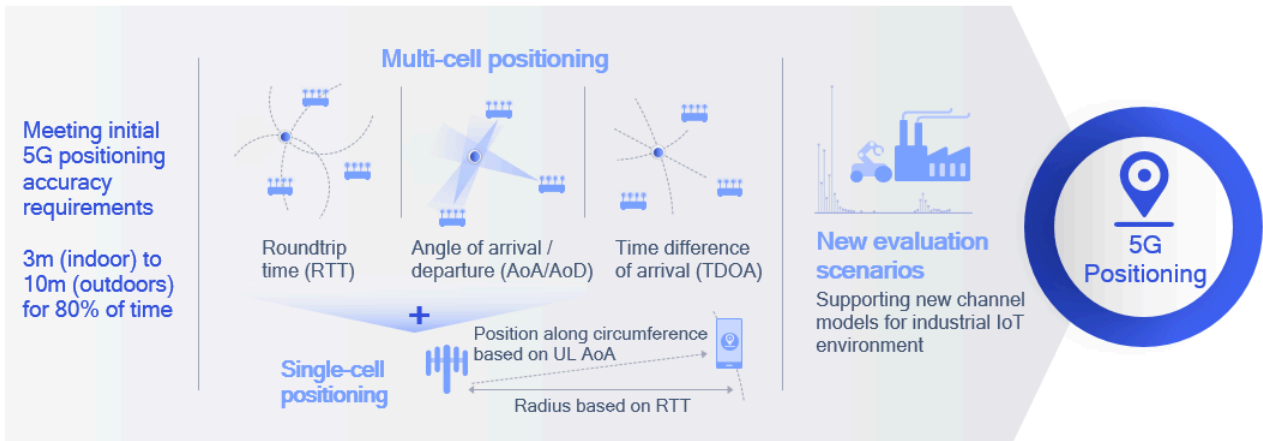 Meeting initial
5G positioning
accuracy
requirements
3m (indoor) to
10m (outdoors)
for 80% of time
Multi-cell positioning
Roundtrip
time (RTT)
Angle of arrival /
departure (AoA/AoD)
Time difference
of arrival (TDOA)
+
Single-cell
positioning
Position along circumference
based on UL AoA
Radius based on RTT
New evaluation
scenarios
Supporting new channel
models for industrial IoT
environment
5G
Positioning